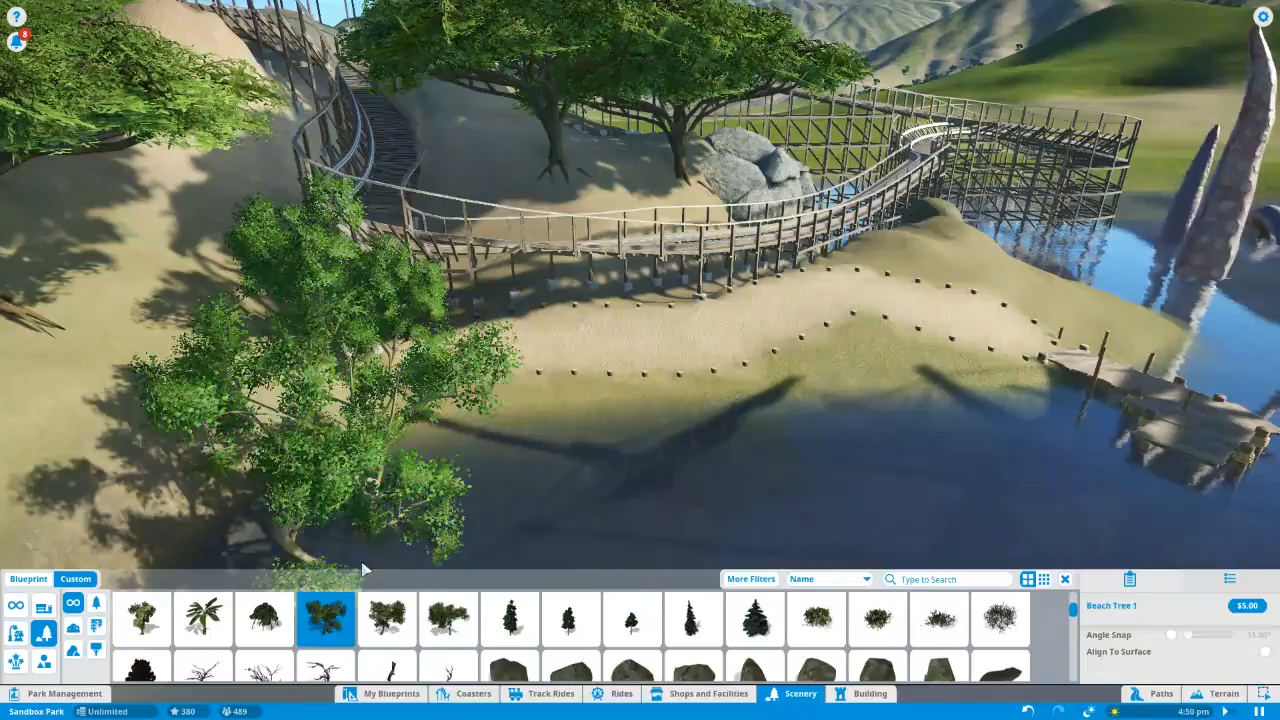 ?
8
Blueprint
Custom
More Filters
Name
Type to Search
Beach Tree 1
$5.00
Angle Snap
15.00°
Align To Surface
Park Management
My Blueprints
Coasters
Track Rides
Rides
Shops and Facilities
Scenery
Building
Paths
Terrain
Sandbox Park
Unlimited
380
489
4:50 pm